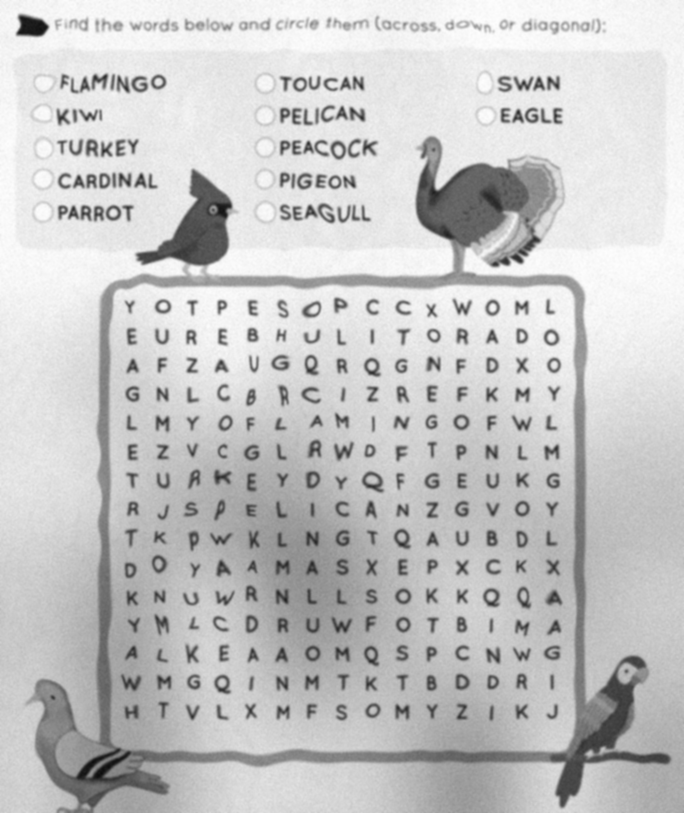 Find the words below and circle them (across, down, or diagonal):
FLAMINGO TOUCAN SWAN
KIWI PELICAN EAGLE
TURKEY PEACOCK
CARDINAL PIGEON
PARROT SEAGULL
Y O T P E S O P C C X W O M L
E U R E B H U L I T O R A D O
A F Z A U G Q R Q G N F D X O
G N L C B R C I Z R E F K M Y
L M Y O F L A M I N G O F W L
E Z V C G L R W D F T P N L M
T U R K E Y D Y Q F G E U K G
R J S P E L I C A N Z G V O Y
T K P W K L N G T Q A U B D L
D O Y A A M A S X E P X C K X
K N U W R N L L S O K K Q Q A
Y M L C D R U W F O T B I M A
A L K E A A O M Q S P C N W G
W M G Q I N M T K T B D D R I
H T V L X M F S O M Y Z I K J